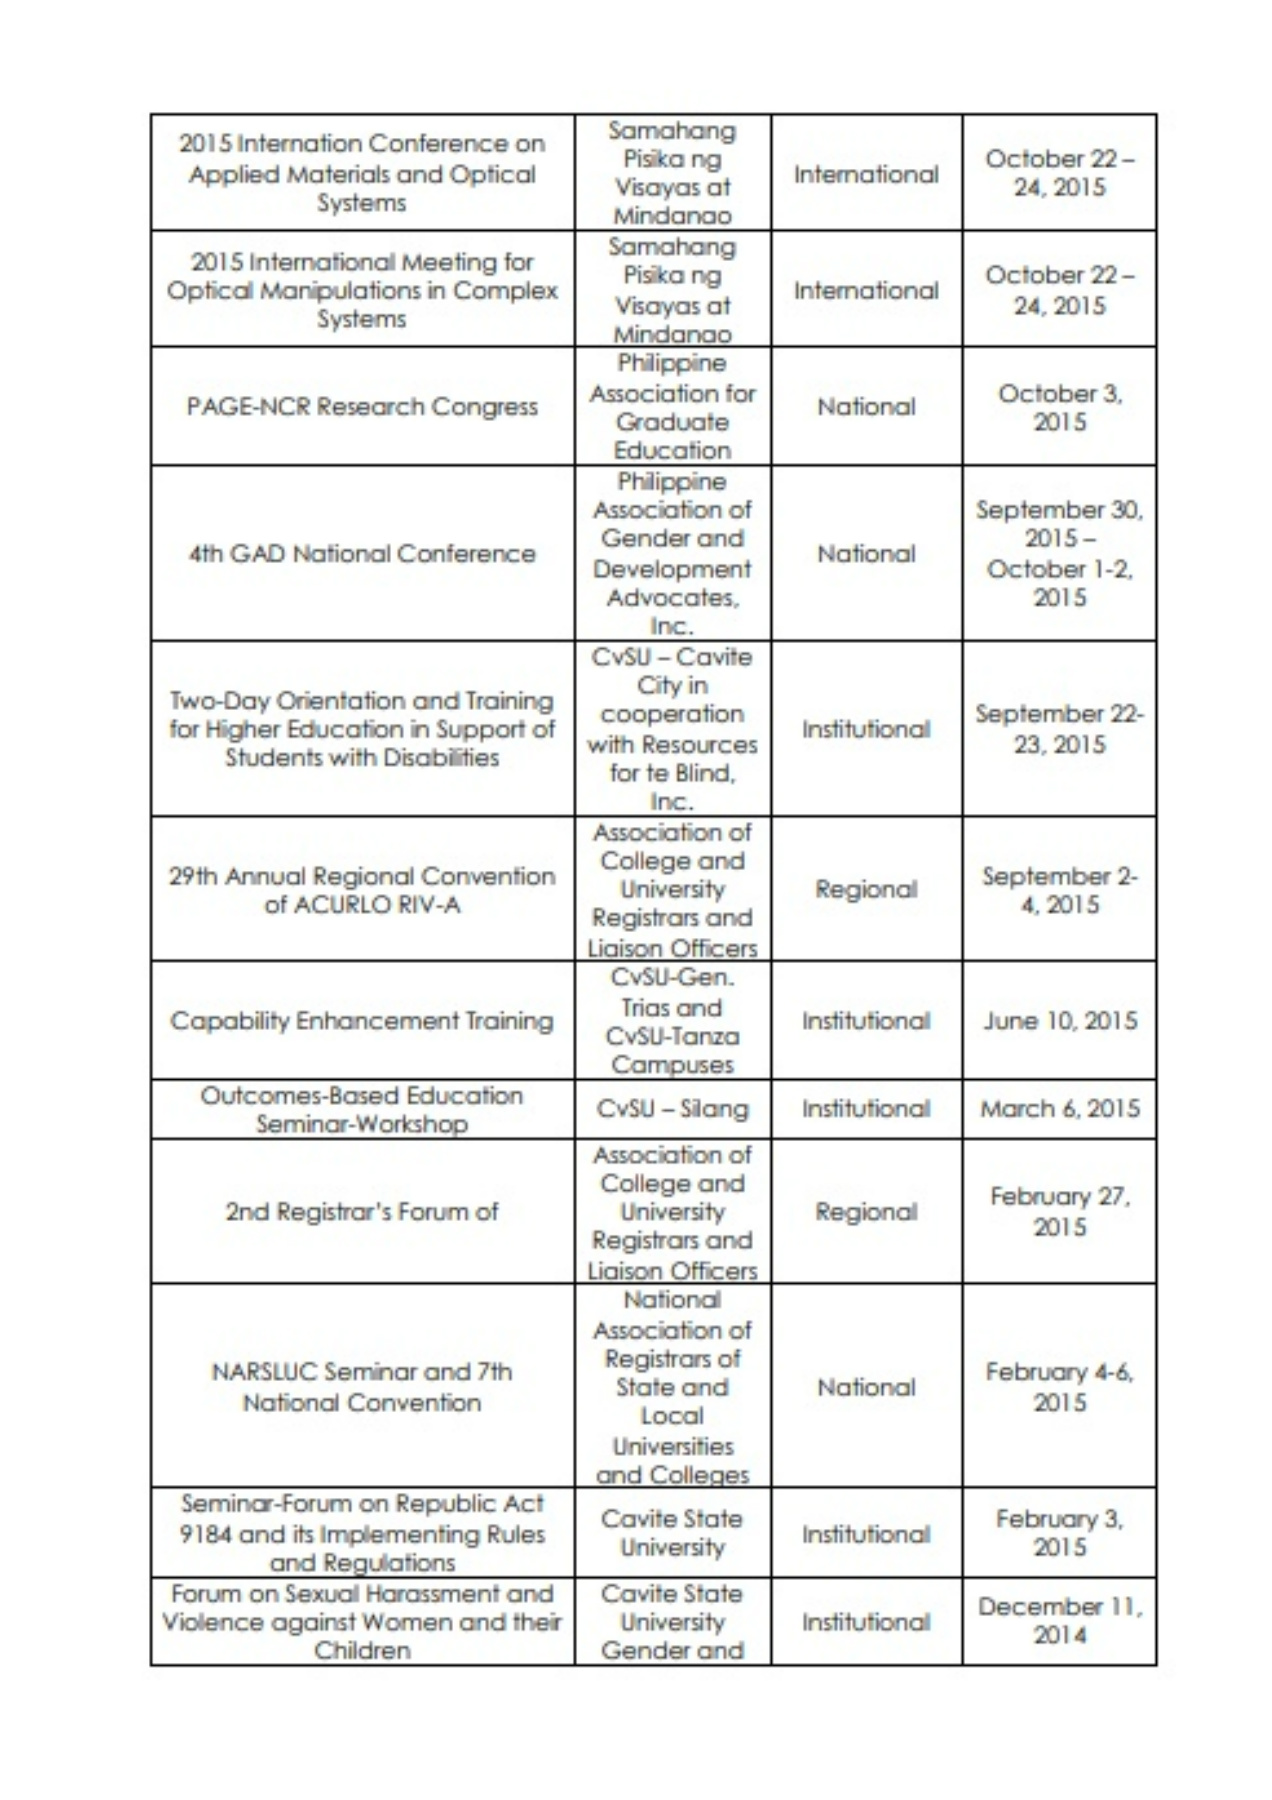 2015 Internation Conference on
Applied Materials and Optical
Systems
Samahang
Pisika ng
Visayas at
Mindanao
International
October 22 –
24, 2015
2015 International Meeting for
Optical Manipulations in Complex
Systems
Samahang
Pisika ng
Visayas at
Mindanao
International
October 22 –
24, 2015
PAGE-NCR Research Congress
Philippine
Association for
Graduate
Education
National
October 3,
2015
4th GAD National Conference
Philippine
Association of
Gender and
Development
Advocates,
Inc.
National
September 30,
2015 –
October 1-2,
2015
Two-Day Orientation and Training
for Higher Education in Support of
Students with Disabilities
CvSU – Cavite
City in
cooperation
with Resources
for te Blind,
Inc.
Institutional
September 22-
23, 2015
29th Annual Regional Convention
of ACURLO RIV-A
Association of
College and
University
Registrars and
Liaison Officers
Regional
September 2-
4, 2015
Capability Enhancement Training
CvSU-Gen.
Trias and
CvSU-Tanza
Campuses
Institutional
June 10, 2015
Outcomes-Based Education
Seminar-Workshop
CvSU – Silang
Institutional
March 6, 2015
2nd Registrar’s Forum of
Association of
College and
University
Registrars and
Liaison Officers
Regional
February 27,
2015
NARSLUC Seminar and 7th
National Convention
National
Association of
Registrars of
State and
Local
Universities
and Colleges
National
February 4-6,
2015
Seminar-Forum on Republic Act
9184 and its Implementing Rules
and Regulations
Cavite State
University
Institutional
February 3,
2015
Forum on Sexual Harassment and
Violence against Women and their
Children
Cavite State
University
Gender and
Institutional
December 11,
2014